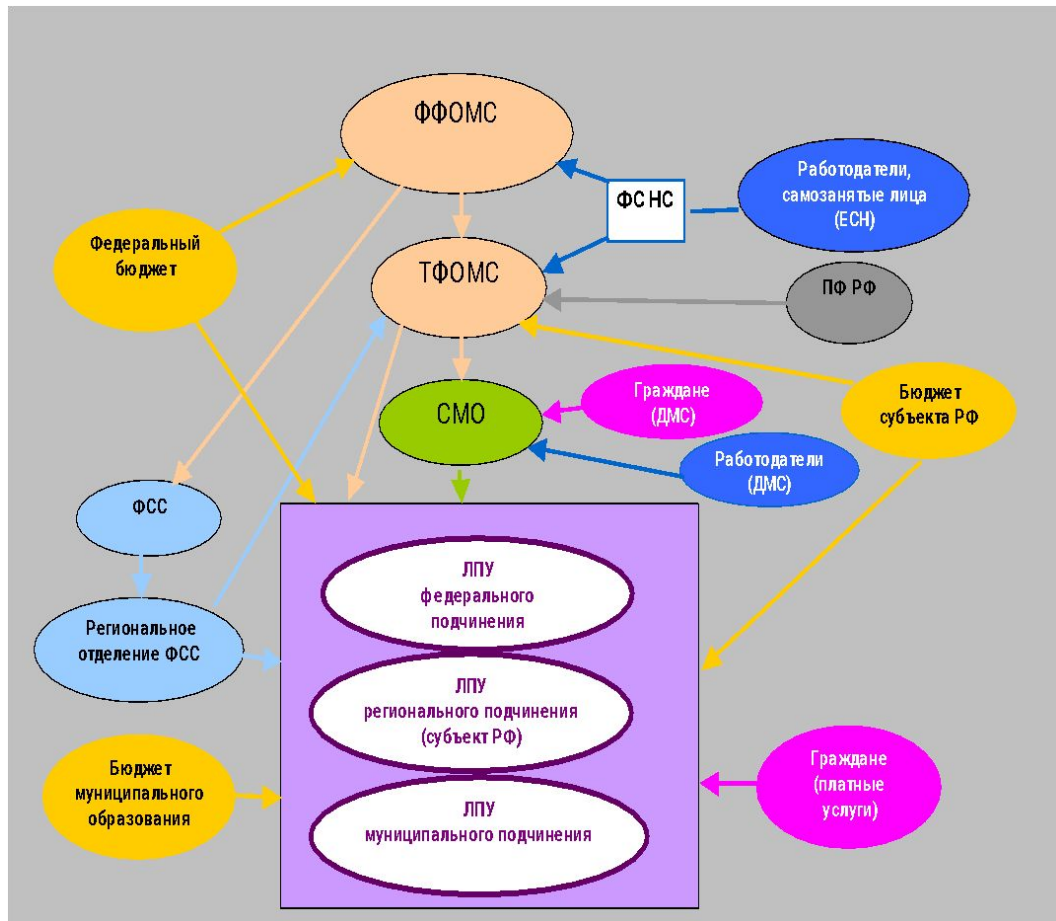 ФФОМС
Работодатели,
самозанятые лица
(ЕСН)
ФС НС
Федеральный
бюджет
ТФОМС
ПФ РФ
Граждане
(ДМС)
СМО
Бюджет
субъекта РФ
Работодатели
(ДМС)
ФСС
ЛПУ
федерального
подчинения
Региональное
отделение ФСС
ЛПУ
регионального подчинения
(субъект РФ)
Бюджет
муниципального
образования
Граждане
(платные
услуги)
ЛПУ
муниципального подчинения